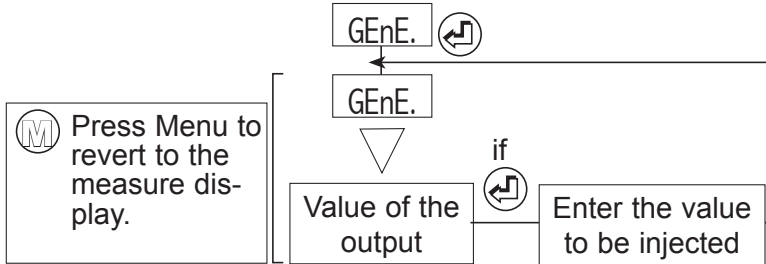 GEnE.
GEnE.
M Press Menu to
revert to the
measure dis-
play.
if
Value of the
output
Enter the value
to be injected